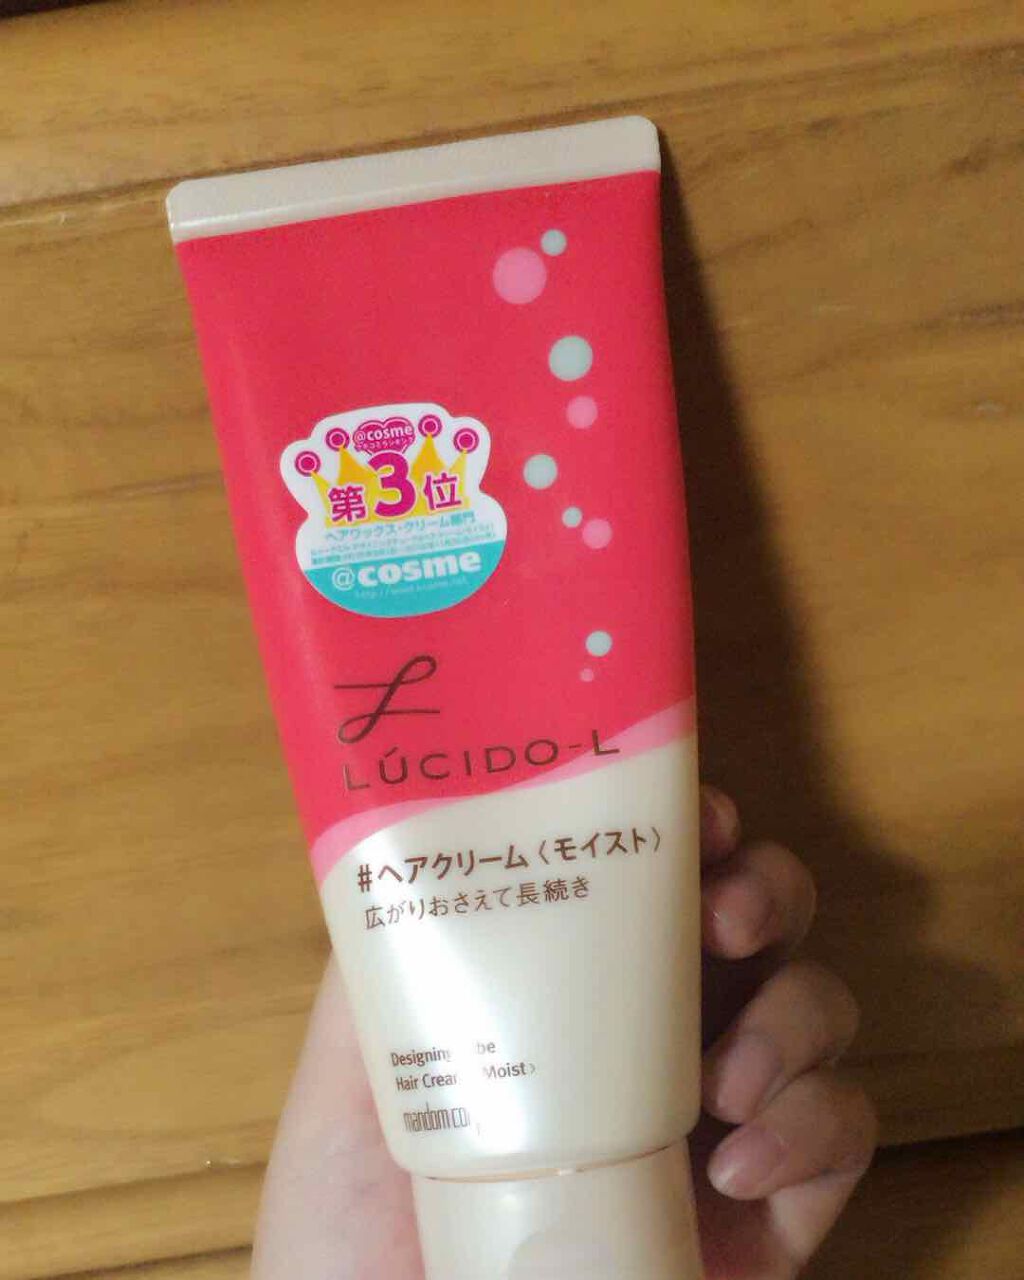 @cosme
第3位
ヘアワックス・クリーム部門
@cosme
L
LÚCIDO-L
#ヘアクリーム〈モイスト〉
広がりおさえて長続き
Designing
Hair Moist〉
mandom